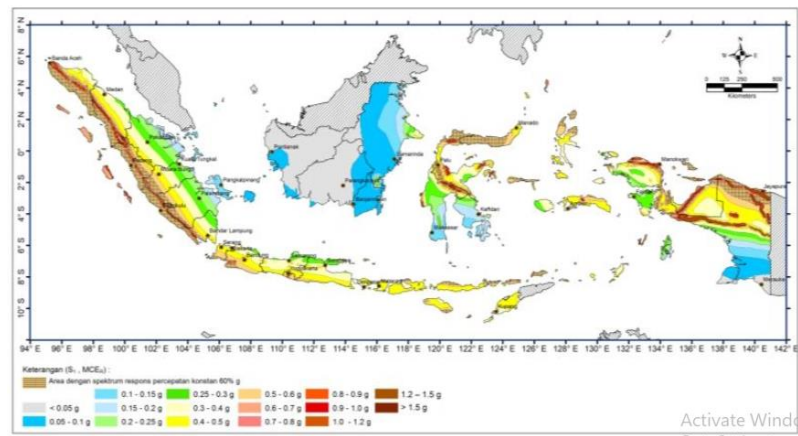 8° N
6° N
4° N
2° N
0°
2° S
4° S
6° S
8° S
10° S
Banda Aceh
Medan
Padang
Pangkalpinang
Bandar Lampung
Serang
Bandung
Pontianak
Samarinda
Palu
Makassar
Kendari
Manado
Manokwari
Jayapura
Merauke
Kupang
0 125 250 500
Kilometers
94° E 96° E 98° E 100° E 102° E 104° E 106° E 108° E 110° E 112° E 114° E 116° E 118° E 120° E 122° E 124° E 126° E 128° E 130° E 132° E 134° E 136° E 138° E 140° E 142° E
Keterangan (S₁ , MCER) :
Area dengan spektrum respons percepatan konstan 60% g
0.1 - 0.15 g 0.25 - 0.3 g 0.5 - 0.6 g 0.8 - 0.9 g 1.2 – 1.5 g
< 0.05 g 0.15 - 0.2 g 0.3 - 0.4 g 0.6 - 0.7 g 0.9 - 1.0 g > 1.5 g
0.05 - 0.1 g 0.2 - 0.25 g 0.4 - 0.5 g 0.7 - 0.8 g 1.0 - 1.2 g
Activate Windo